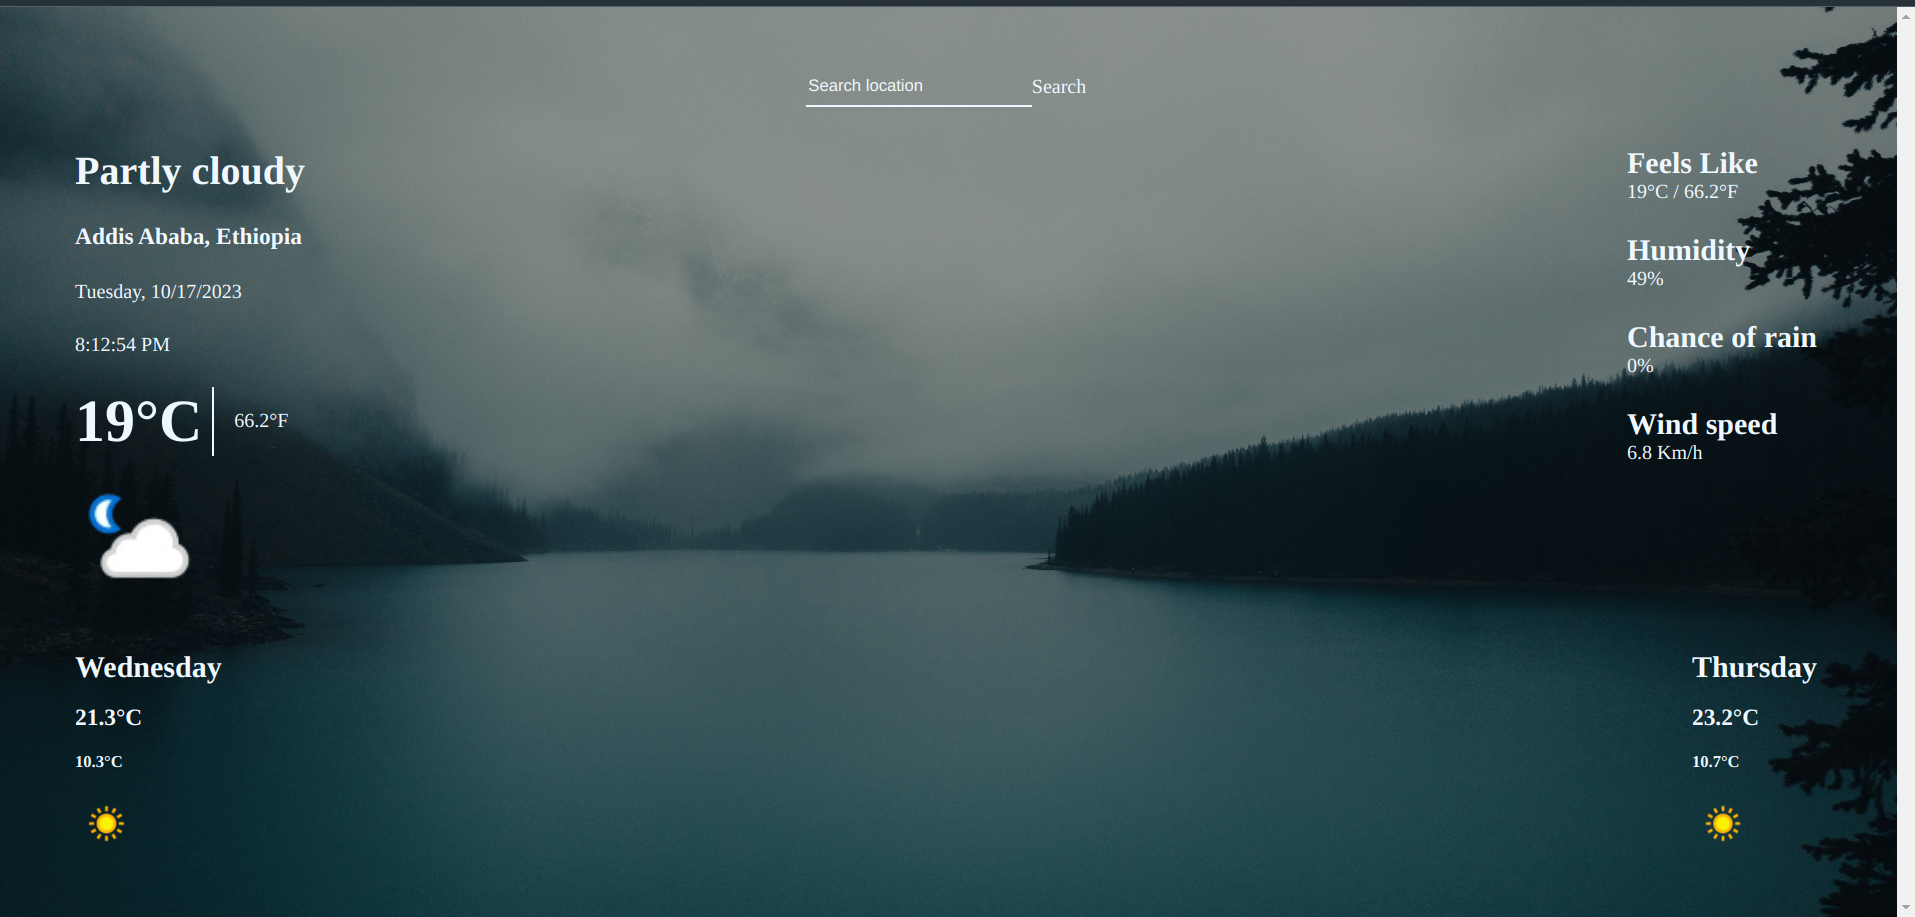 Search location Search
Partly cloudy
Addis Ababa, Ethiopia
Tuesday, 10/17/2023
8:12:54 PM
19°C 66.2°F
Feels Like
19°C / 66.2°F
Humidity
49%
Chance of rain
0%
Wind speed
6.8 Km/h
Wednesday
21.3°C
10.3°C
Thursday
23.2°C
10.7°C